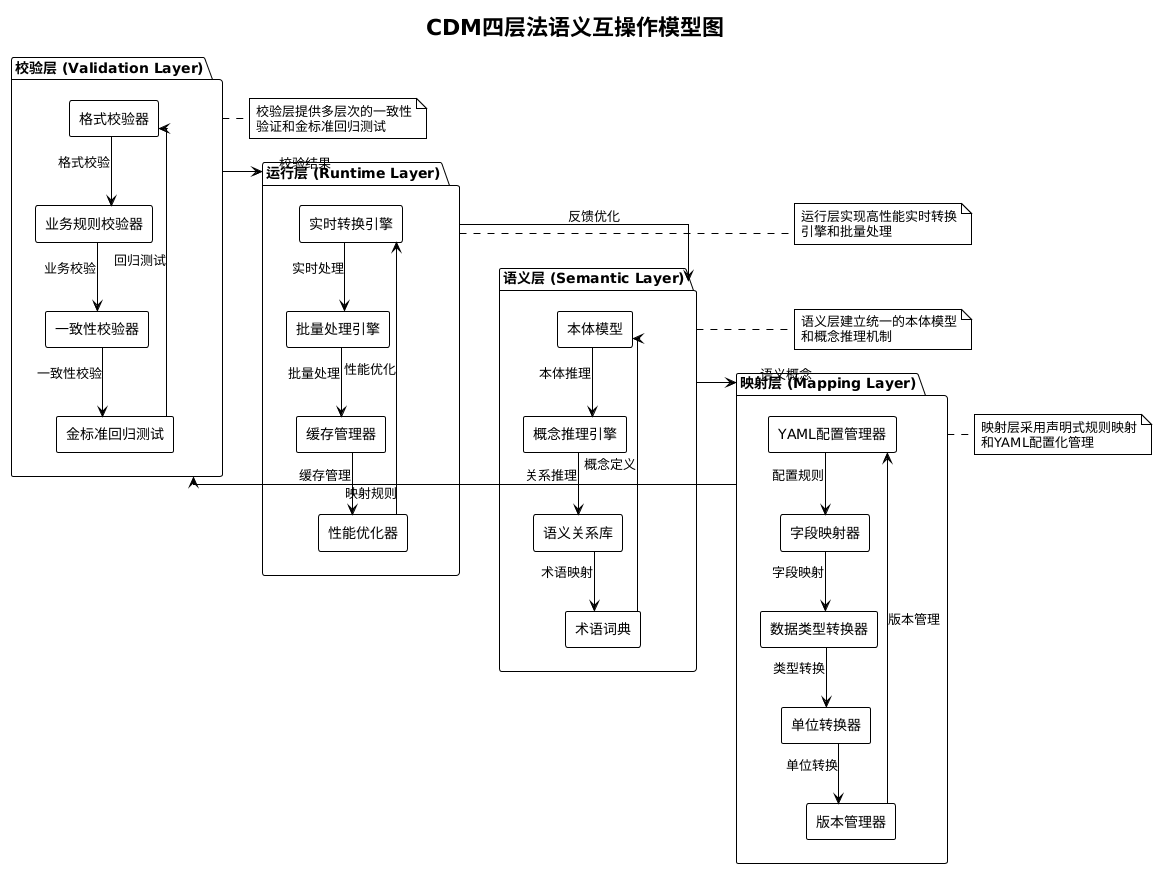 CDM四层法语义互操作模型图
校验层 (Validation Layer)
格式校验器
格式校验
业务规则校验器
业务校验
回归测试
一致性校验器
一致性校验
金标准回归测试
校验层提供多层次的一致性
验证和金标准回归测试
校验结果
运行层 (Runtime Layer)
实时转换引擎
实时处理
批量处理引擎
批量处理
性能优化
缓存管理器
缓存管理
映射规则
性能优化器
反馈优化
运行层实现高性能实时转换
引擎和批量处理
语义层 (Semantic Layer)
本体模型
本体推理
概念推理引擎
概念定义
关系推理
语义关系库
术语映射
术语词典
语义层建立统一的本体模型
和概念推理机制
语义概念
映射层 (Mapping Layer)
YAML配置管理器
配置规则
字段映射器
字段映射
数据类型转换器
版本管理
类型转换
单位转换器
单位转换
版本管理器
映射层采用声明式规则映射
和YAML配置化管理